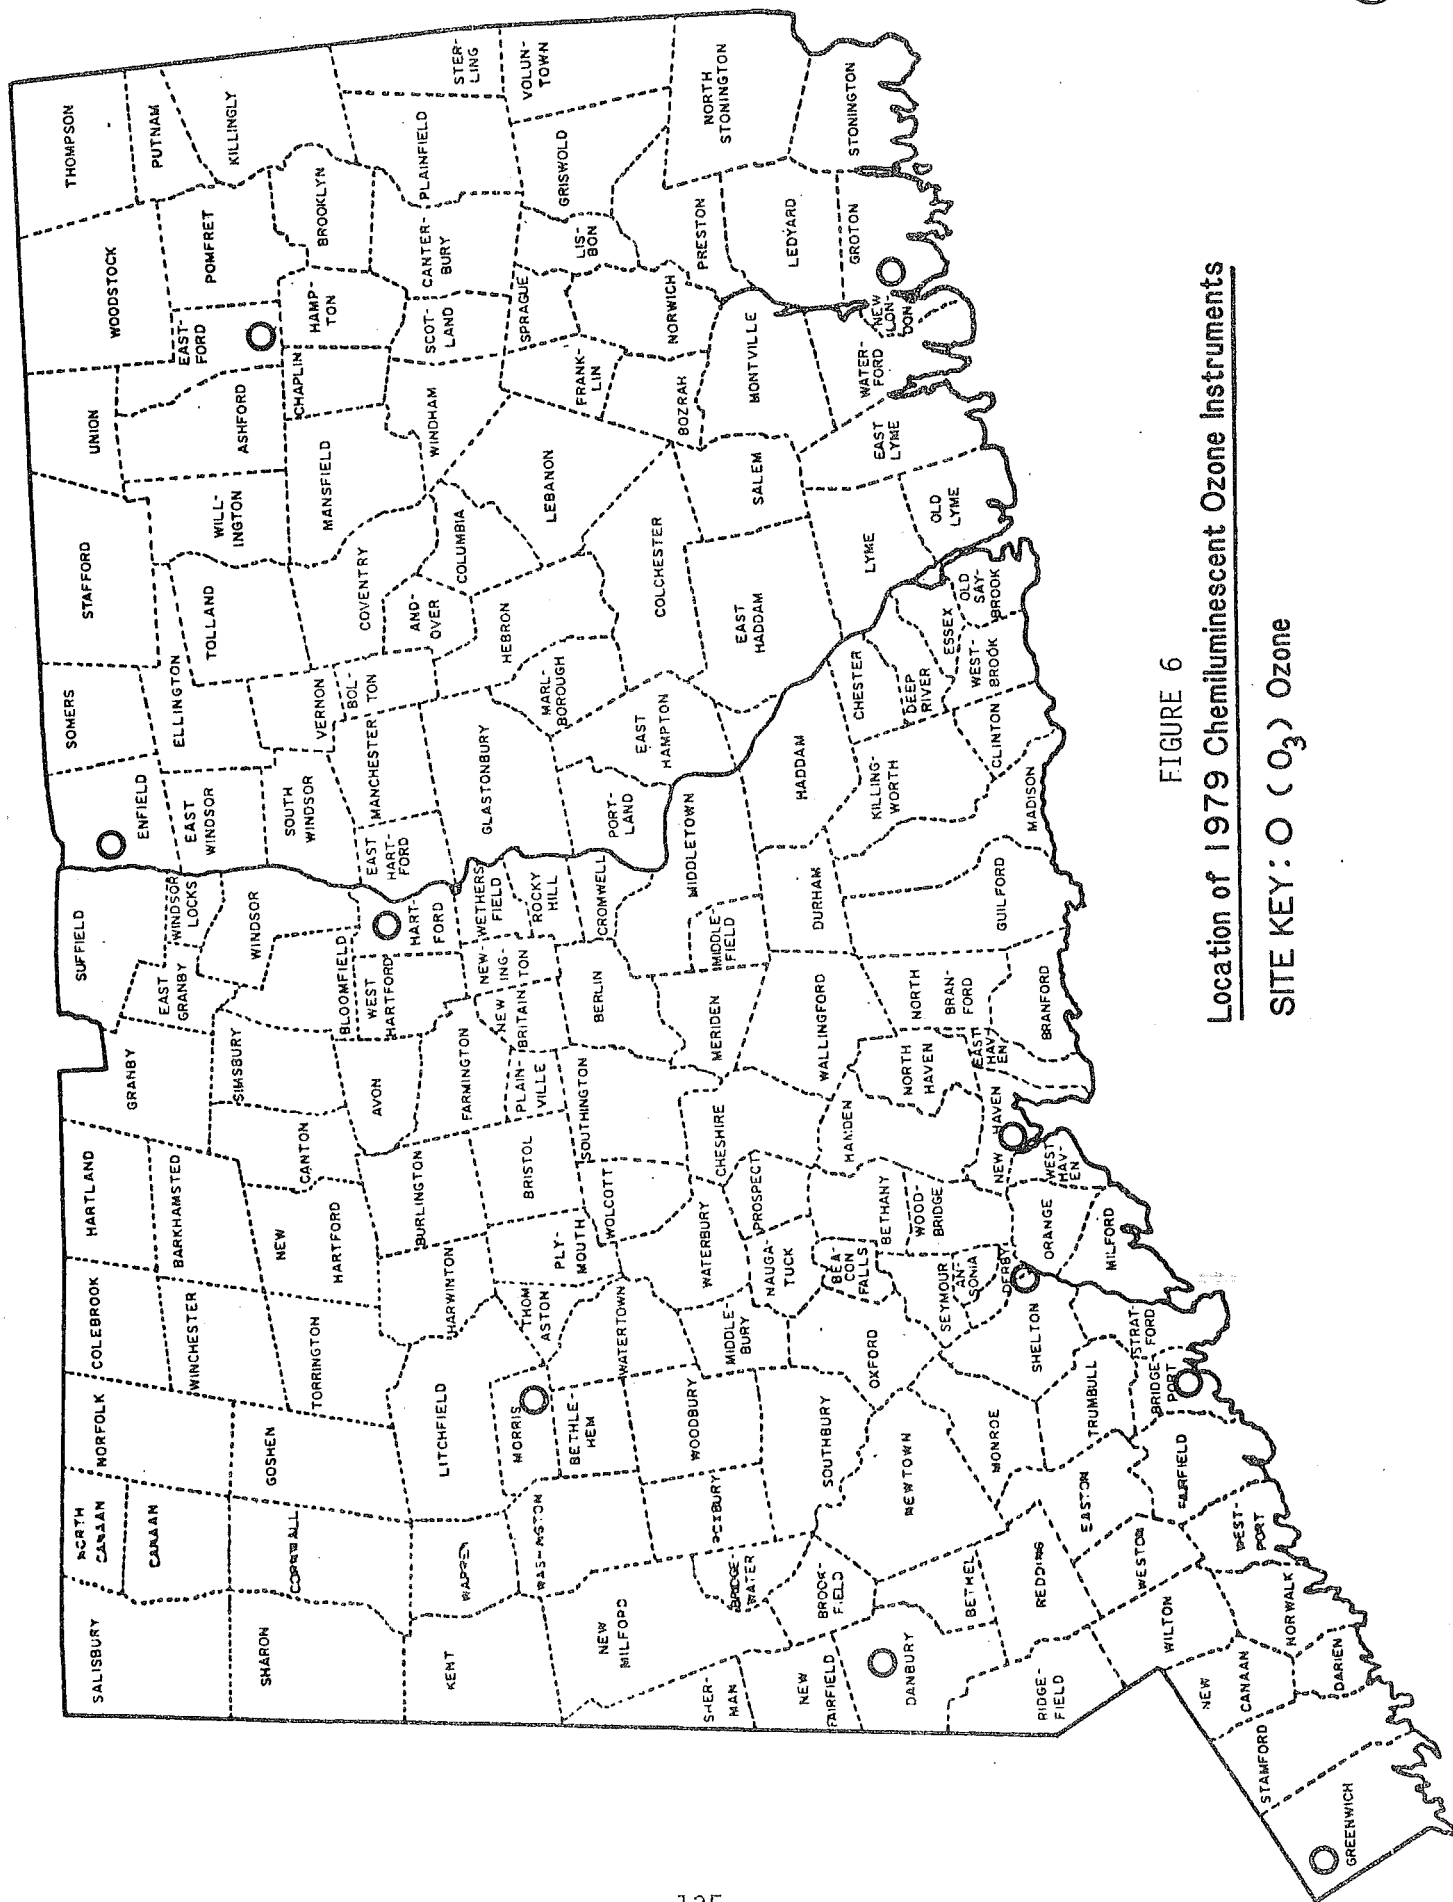 THOMPSON
PUTNAM
KILLINGLY
STER-
LING
VOLUN-
TOWN
NORTH
STONINGTON
STONINGTON
WOODSTOCK
POMFRET
BROOKLYN
PLAINFIELD
GRISWOLD
EAST-
FORD
HAMP-
TON
CANTER-
BURY
LIS-
BON
PRESTON
LEDYARD
GROTON
UNION
ASHFORD
CHAPLIN
SCOT-
LAND
SPRAGUE
NORWICH
NEW
LON-
DON
WINDHAM
FRANK-
LIN
BOZRAH
MONTVILLE
WATER-
FORD
STAFFORD
WILL-
INGTON
MANSFIELD
COLUMBIA
LEBANON
SALEM
EAST
LYME
TOLLAND
COVENTRY
AND-
OVER
HEBRON
COLCHESTER
EAST
HADDAM
LYME
OLD
LYME
SOMERS
ELLINGTON
VERNON
BOL-
TON
MARL-
BOROUGH
EAST
HAMPTON
CHESTER
DEEP
RIVER
ESSEX
WEST-
BROOK
OLD
SAY-
BROOK
ENFIELD
EAST
WINDSOR
SOUTH
WINDSOR
MANCHESTER
EAST
HART-
FORD
GLASTONBURY
PORT-
LAND
MIDDLETOWN
HADDAM
KILLING-
WORTH
CLINTON
MADISON
SUFFIELD
WINDSOR
LOCKS
EAST
GRANBY
WINDSOR
BLOOMFIELD
HART-
FORD
WEST
HARTFORD
WETHERS
FIELD
ROCKY
HILL
NEW-
ING-
TON
NEW
BRITAIN
CROMWELL
BERLIN
MIDDLE-
FIELD
DURHAM
GUILFORD
GRANBY
SIMSBURY
AVON
FARMINGTON
PLAIN-
VILLE
SOUTHINGTON
MERIDEN
WALLINGFORD
NORTH
BRAN-
FORD
BRANFORD
NORTH
HAVEN
EAST
HAV-
EN
HARTLAND
BARKHAMSTED
CANTON
NEW
HARTFORD
BURLINGTON
BRISTOL
PLY-
MOUTH
WOLCOTT
CHESHIRE
PROSPECT
HAMDEN
BETHANY
WOOD-
BRIDGE
NEW
HAVEN
WEST
HAV-
EN
ORANGE
MILFORD
COLEBROOK
WINCHESTER
TORRINGTON
HARWINTON
THOM
ASTON
WATERTOWN
WATERBURY
MIDDLE-
BURY
NAUGA-
TUCK
BEA-
CON
FALLS
SEYMOUR
AN-
SONIA
DERBY
OXFORD
SHELTON
STRAT-
FORD
BRIDGE-
PORT
TRUMBULL
NORFOLK
GOSHEN
LITCHFIELD
MORRIS
BETHLE-
HEM
WOODBURY
SOUTHBURY
NEWTOWN
MONROE
EASTON
FAIRFIELD
NORTH
CANAAN
CANAAN
CORNWALL
WARREN
WASHINGTON
ROXBURY
BRIDGE-
WATER
BROOK-
FIELD
BETHEL
REDDING
WESTON
WEST-
PORT
SALISBURY
SHARON
KENT
NEW
MILFORD
SHER-
MAN
NEW
FAIRFIELD
DANBURY
RIDGE-
FIELD
WILTON
NORWALK
NEW
CANAAN
DARIEN
STAMFORD
GREENWICH
FIGURE 6
Location of 1979 Chemiluminescent Ozone Instruments
SITE KEY: O (O3) Ozone